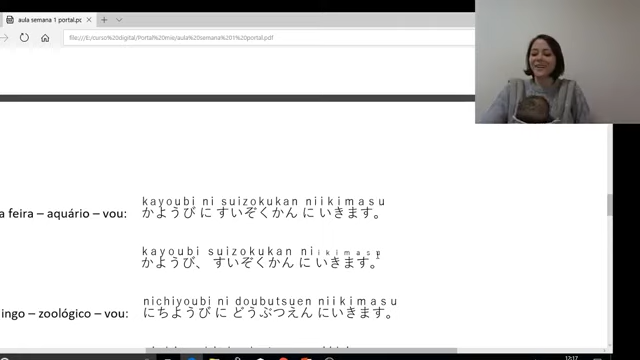 aula semana 1 portal.pc
file:///E:/curso%20digital/Portal%20mie/aula%20semana%201%20portal.pdf
kayoubi ni suizokukan niikimasu
a feira – aquário – vou: かようび に すいぞくかん に いきます。
kayoubi suizokukan niikimasu
かようび、 すいぞくかん に いきます。
nichiyoubi ni doubutsuen niikimasu
ingo – zoológico – vou: にちようび に どうぶつえん にいきます。
12:17